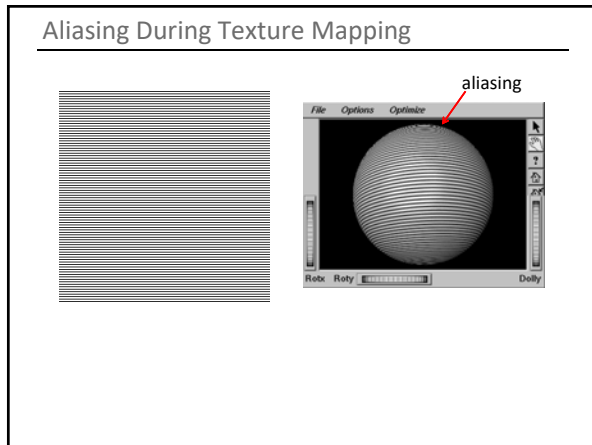 Aliasing During Texture Mapping
aliasing
File Options Optimize
?
Rotx Roty Dolly